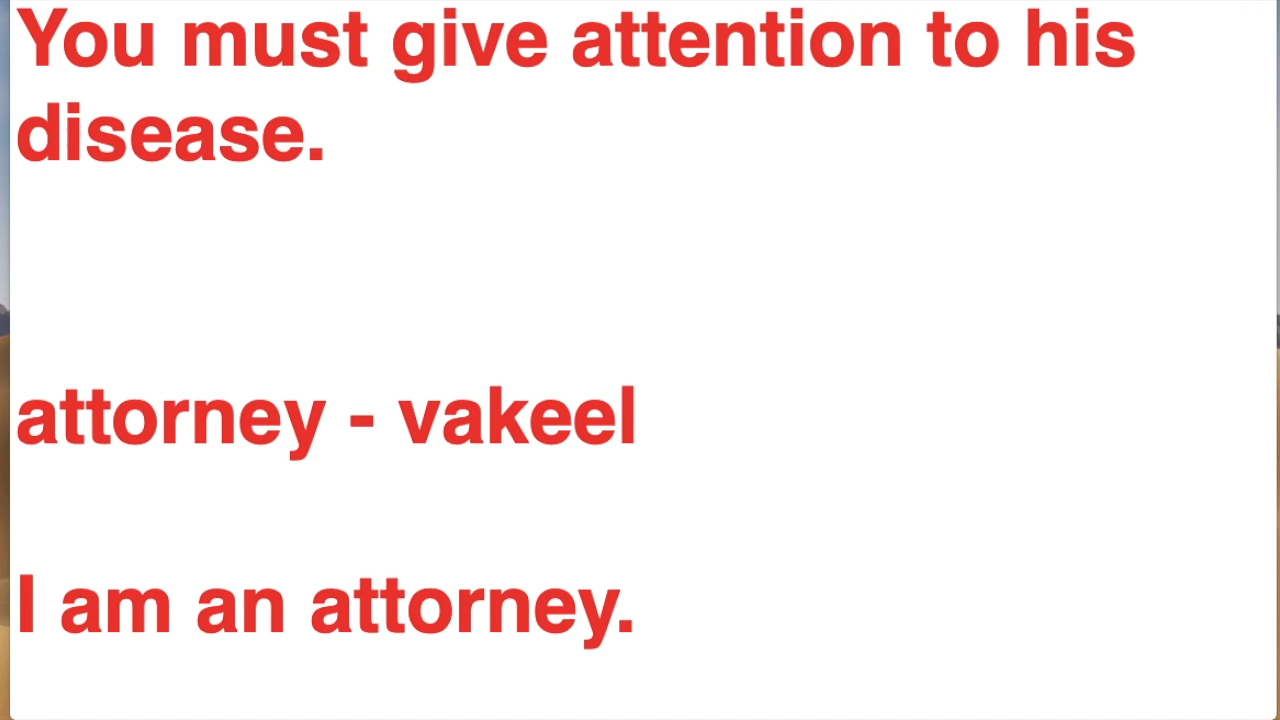 You must give attention to his
disease.
attorney - vakeel
I am an attorney.